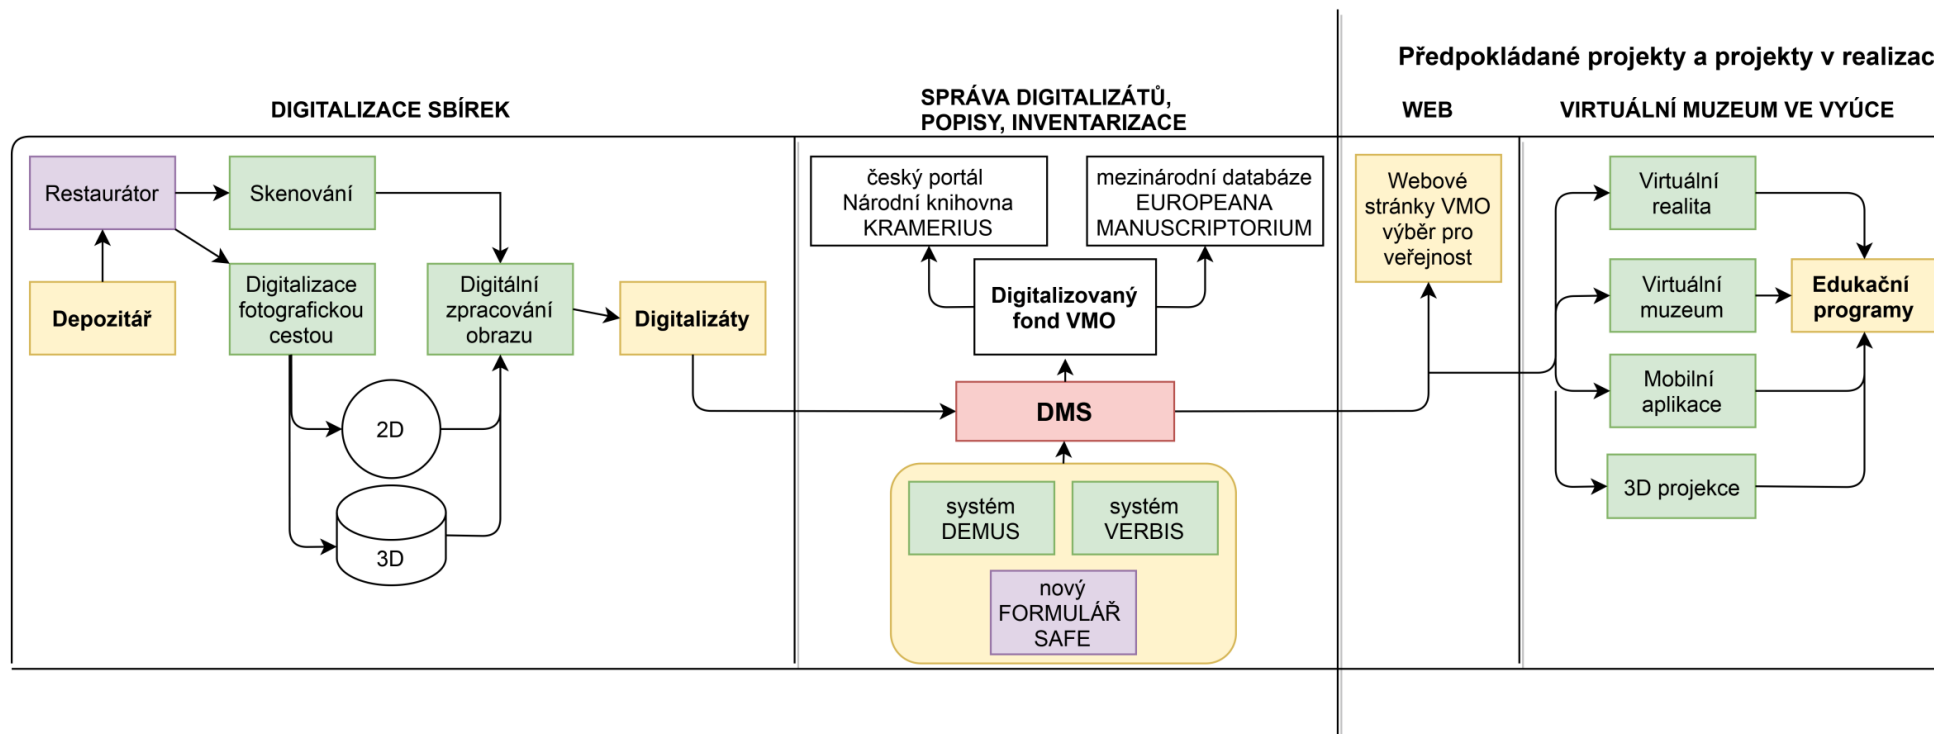 Předpokládané projekty a projekty v realizac
DIGITALIZACE SBÍREK
SPRÁVA DIGITALIZÁTŮ,
POPISY, INVENTARIZACE
WEB
VIRTUÁLNÍ MUZEUM VE VYÚCE
Restaurátor
Skenování
Depozitář
Digitalizace
fotografickou
cestou
Digitální
zpracování
obrazu
Digitalizáty
2D
3D
český portál
Národní knihovna
KRAMERIUS
mezinárodní databáze
EUROPEANA
MANUSCRIPTORIUM
Digitalizovaný
fond VMO
DMS
systém
DEMUS
systém
VERBIS
nový
FORMULÁŘ
SAFE
Webové
stránky VMO
výběr pro
veřejnost
Virtuální
realita
Virtuální
muzeum
Mobilní
aplikace
3D projekce
Edukační
programy